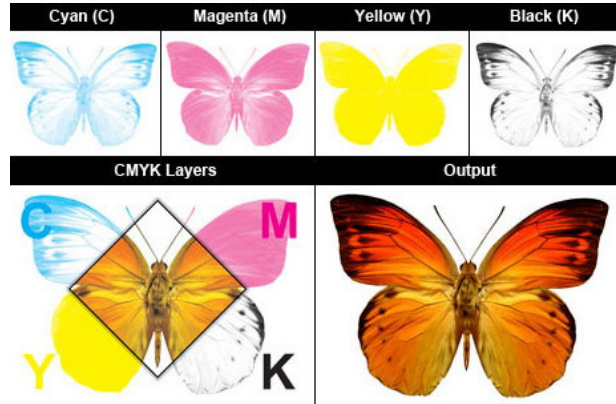 Cyan (C)
Magenta (M)
Yellow (Y)
Black (K)
CMYK Layers
Output
C
M
Y
K